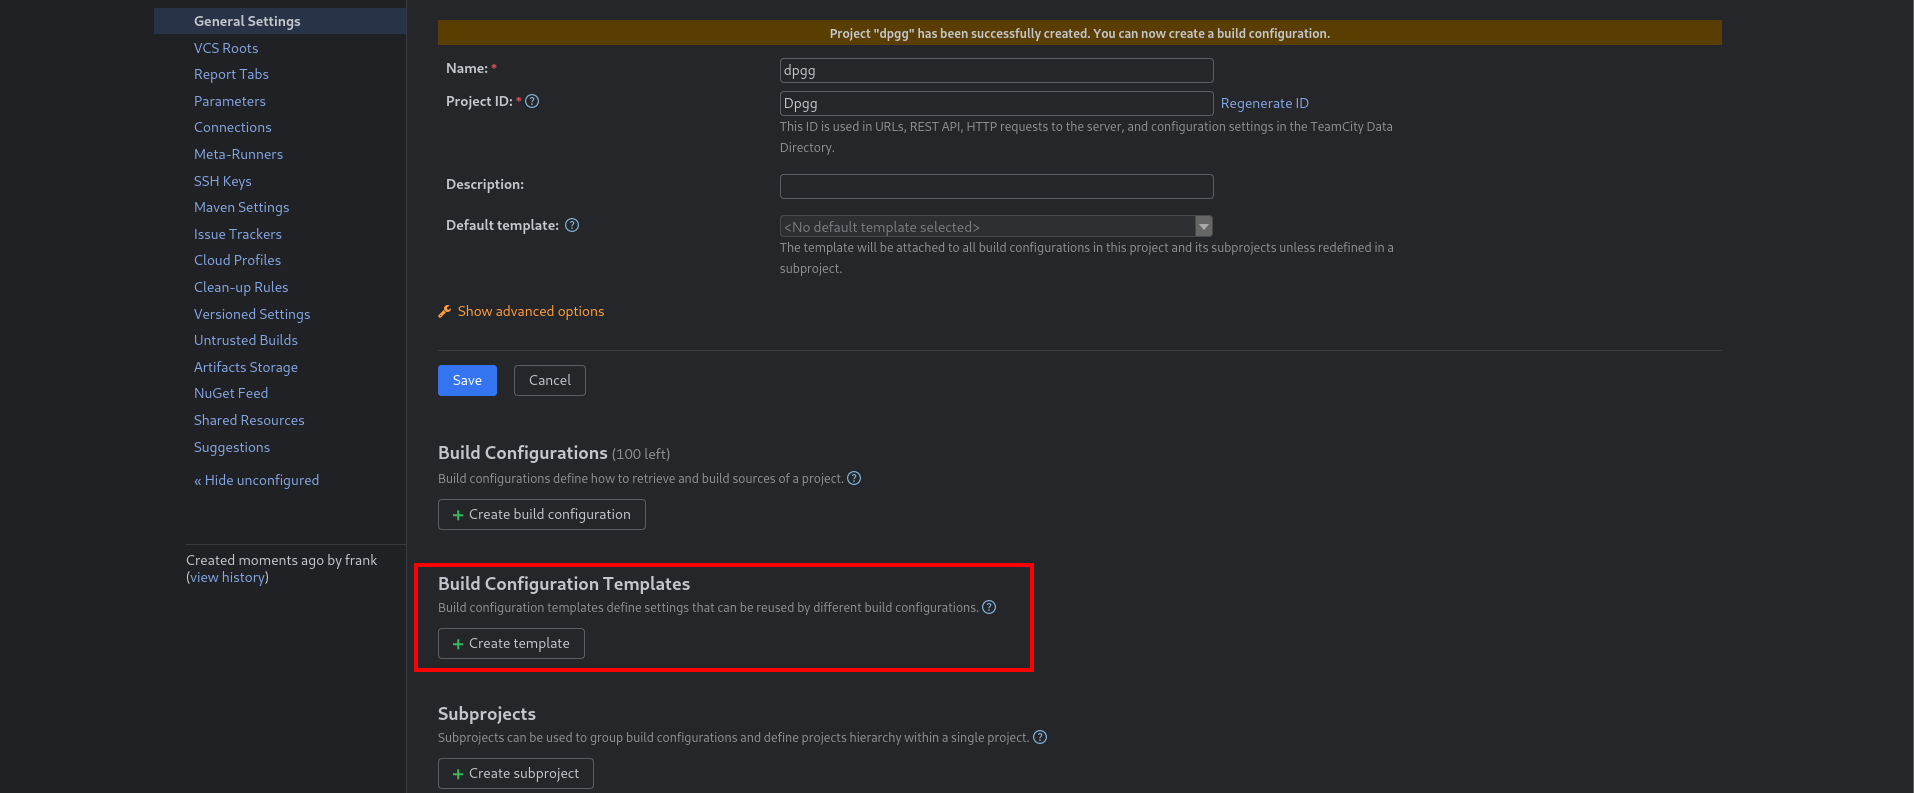 General Settings
VCS Roots
Report Tabs
Parameters
Connections
Meta-Runners
SSH Keys
Maven Settings
Issue Trackers
Cloud Profiles
Clean-up Rules
Versioned Settings
Untrusted Builds
Artifacts Storage
NuGet Feed
Shared Resources
Suggestions
« Hide unconfigured
Created moments ago by frank
(view history)
Project "dpgg" has been successfully created. You can now create a build configuration.
Name: * dpgg
Project ID: * ? Dpgg Regenerate ID
This ID is used in URLs, REST API, HTTP requests to the server, and configuration settings in the TeamCity Data
Directory.
Description:
Default template: ? <No default template selected>
The template will be attached to all build configurations in this project and its subprojects unless redefined in a
subproject.
Show advanced options
Save Cancel
Build Configurations (100 left)
Build configurations define how to retrieve and build sources of a project. ?
+ Create build configuration
Build Configuration Templates
Build configuration templates define settings that can be reused by different build configurations. ?
+ Create template
Subprojects
Subprojects can be used to group build configurations and define projects hierarchy within a single project. ?
+ Create subproject